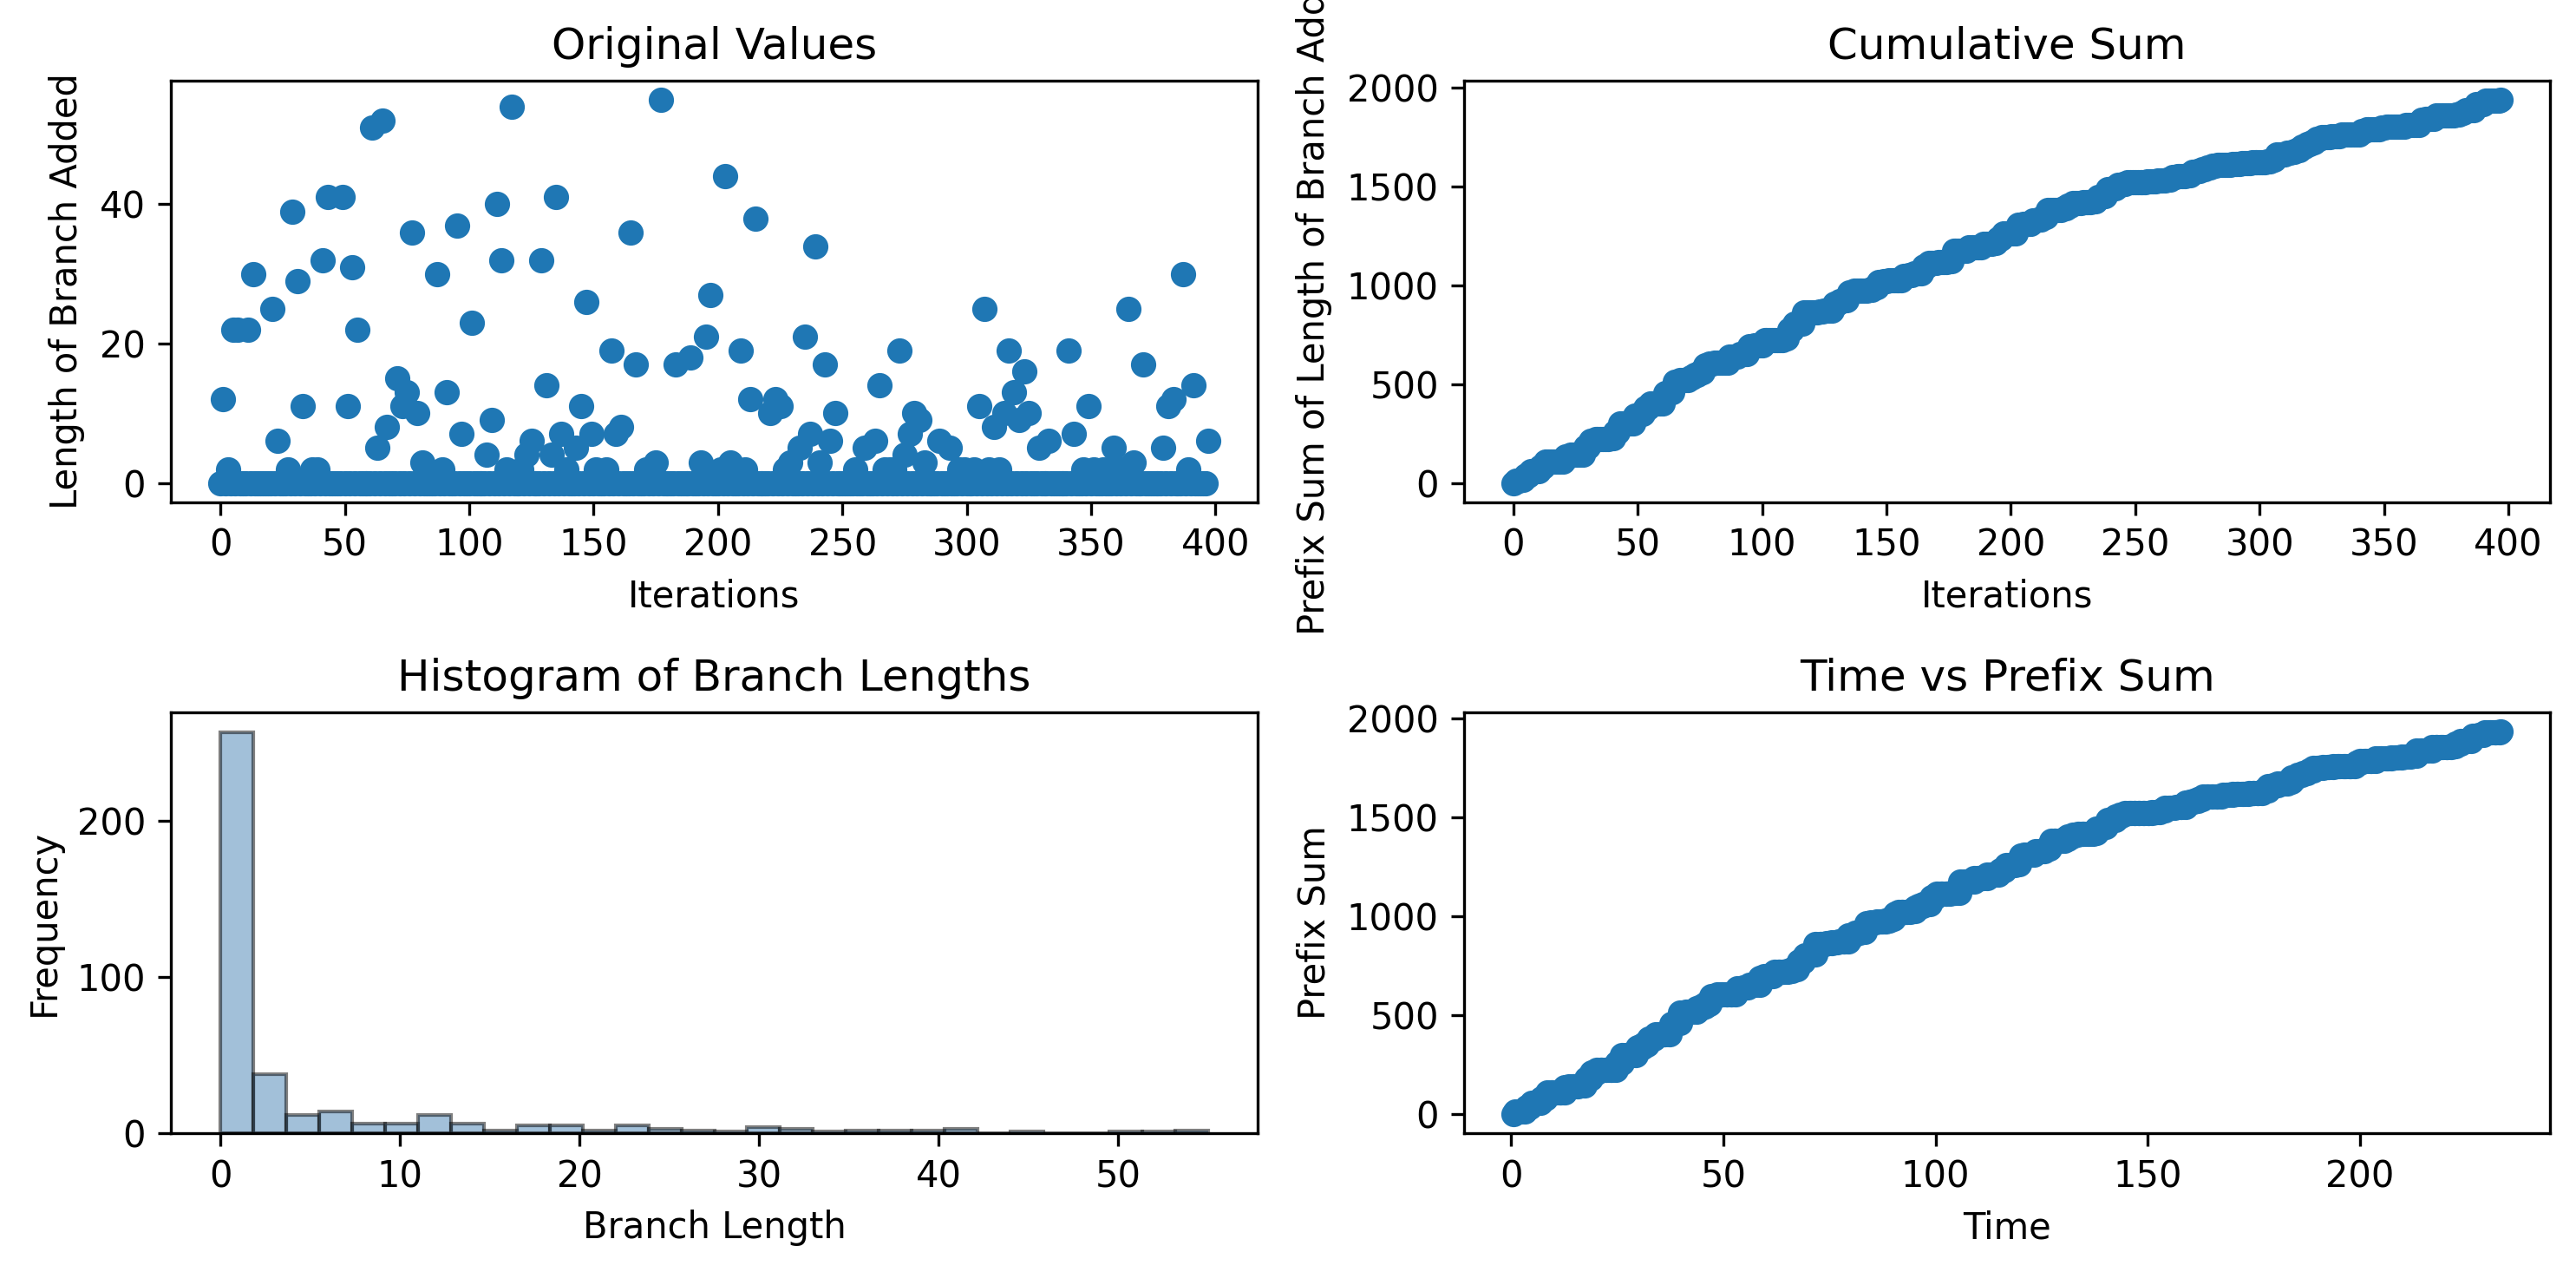 Original Values
Length of Branch Added
40
20
0
0 50 100 150 200 250 300 350 400
Iterations
Cumulative Sum
Prefix Sum of Length of Branch
2000
1500
1000
500
0
0 50 100 150 200 250 300 350 400
Iterations
Histogram of Branch Lengths
Frequency
200
100
0
0 10 20 30 40 50
Branch Length
Time vs Prefix Sum
Prefix Sum
2000
1500
1000
500
0
0 50 100 150 200
Time